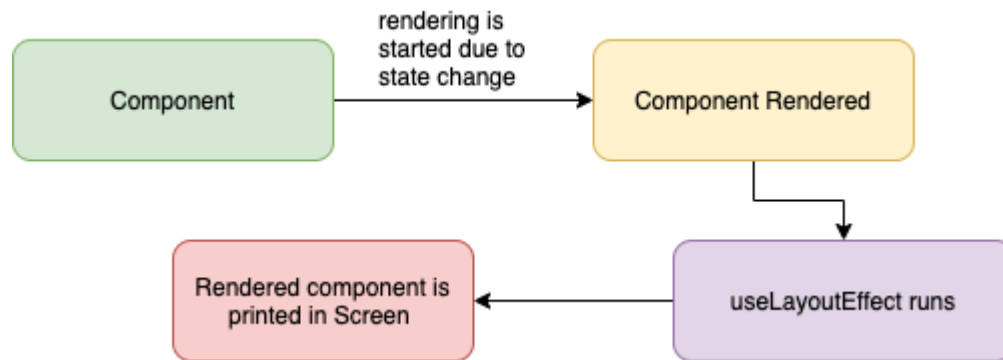 rendering is
started due to
state change
Component
Component Rendered
Rendered component is
printed in Screen
useLayoutEffect runs